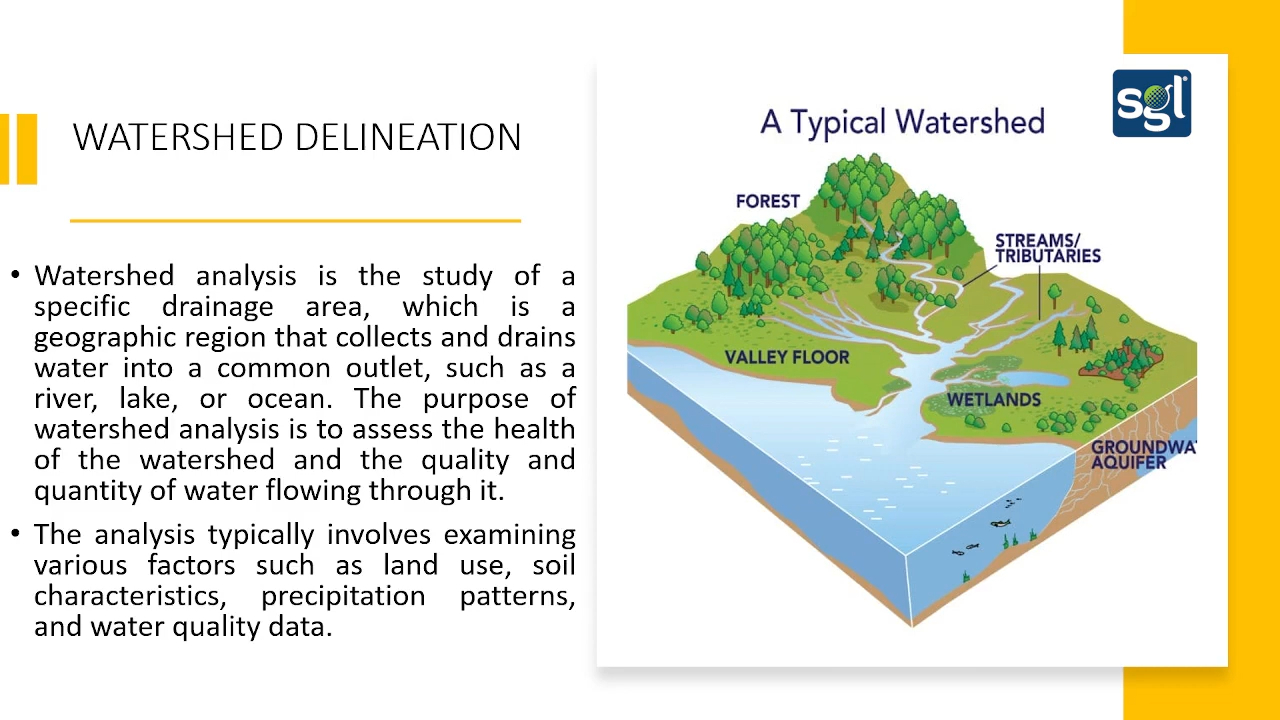 WATERSHED DELINEATION
• Watershed analysis is the study of a
specific drainage area, which is a
geographic region that collects and drains
water into a common outlet, such as a
river, lake, or ocean. The purpose of
watershed analysis is to assess the health
of the watershed and the quality and
quantity of water flowing through it.
• The analysis typically involves examining
various factors such as land use, soil
characteristics, precipitation patterns,
and water quality data.
sgl
A Typical Watershed
FOREST
STREAMS/
TRIBUTARIES
VALLEY FLOOR
WETLANDS
GROUNDWA
AQUIFER